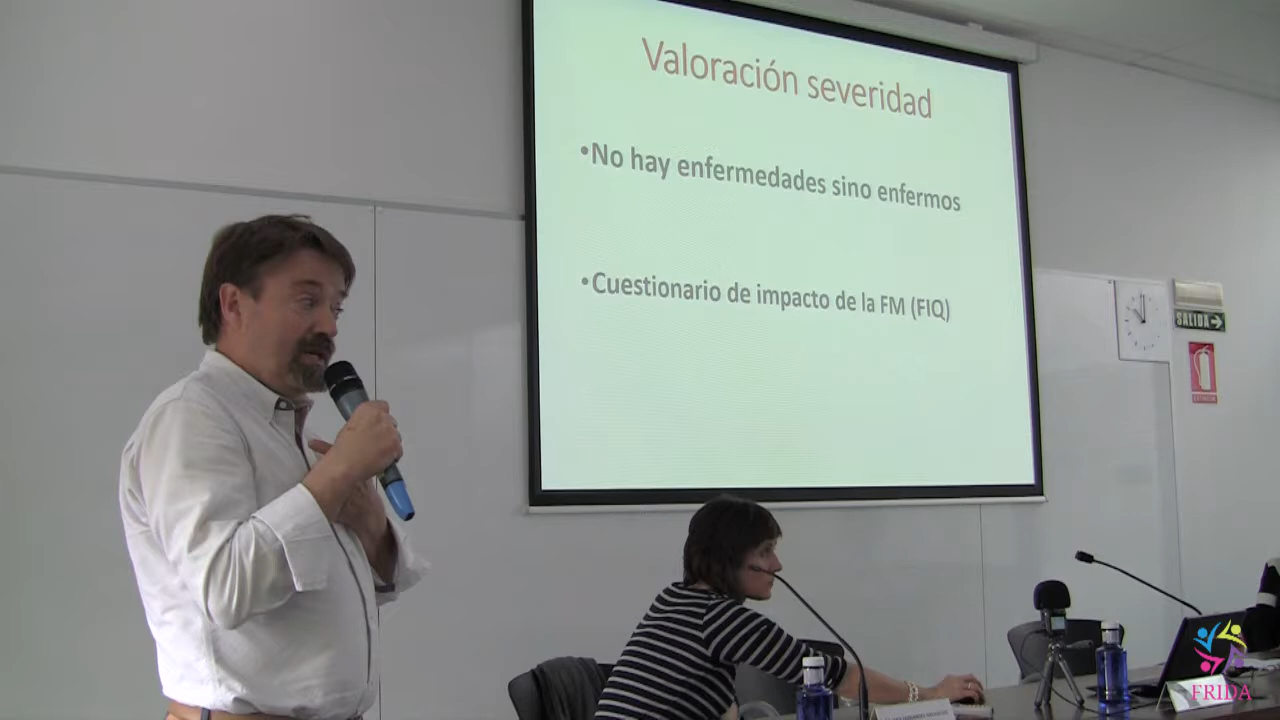 Valoración severidad
•No hay enfermedades sino enfermos
•Cuestionario de impacto de la FM (FIQ)
SALIDA
FRIDA